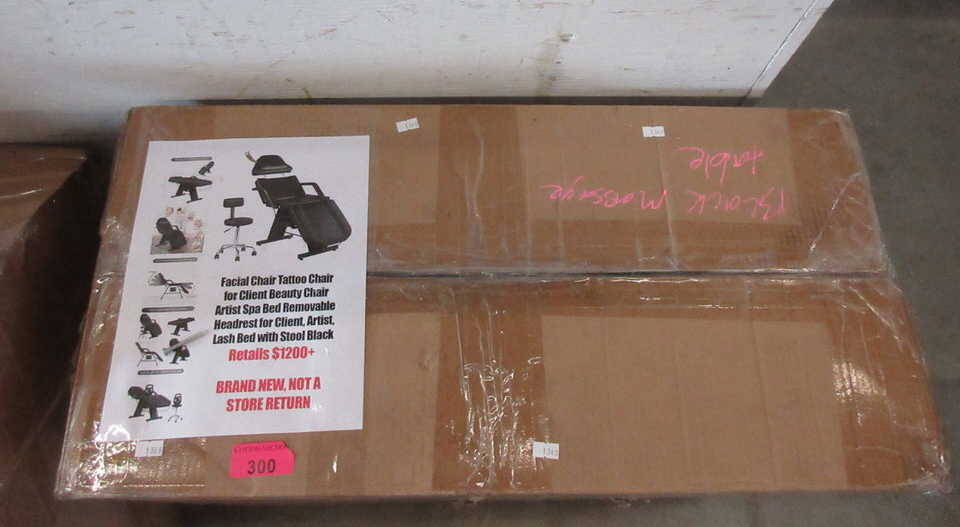 Black Massage
table
Facial Chair Tattoo Chair
for Client Beauty Chair
Artist Spa Bed Removable
Headrest for Client, Artist,
Lash Bed with Stool Black
Retails $1200+
BRAND NEW, NOT A
STORE RETURN
300